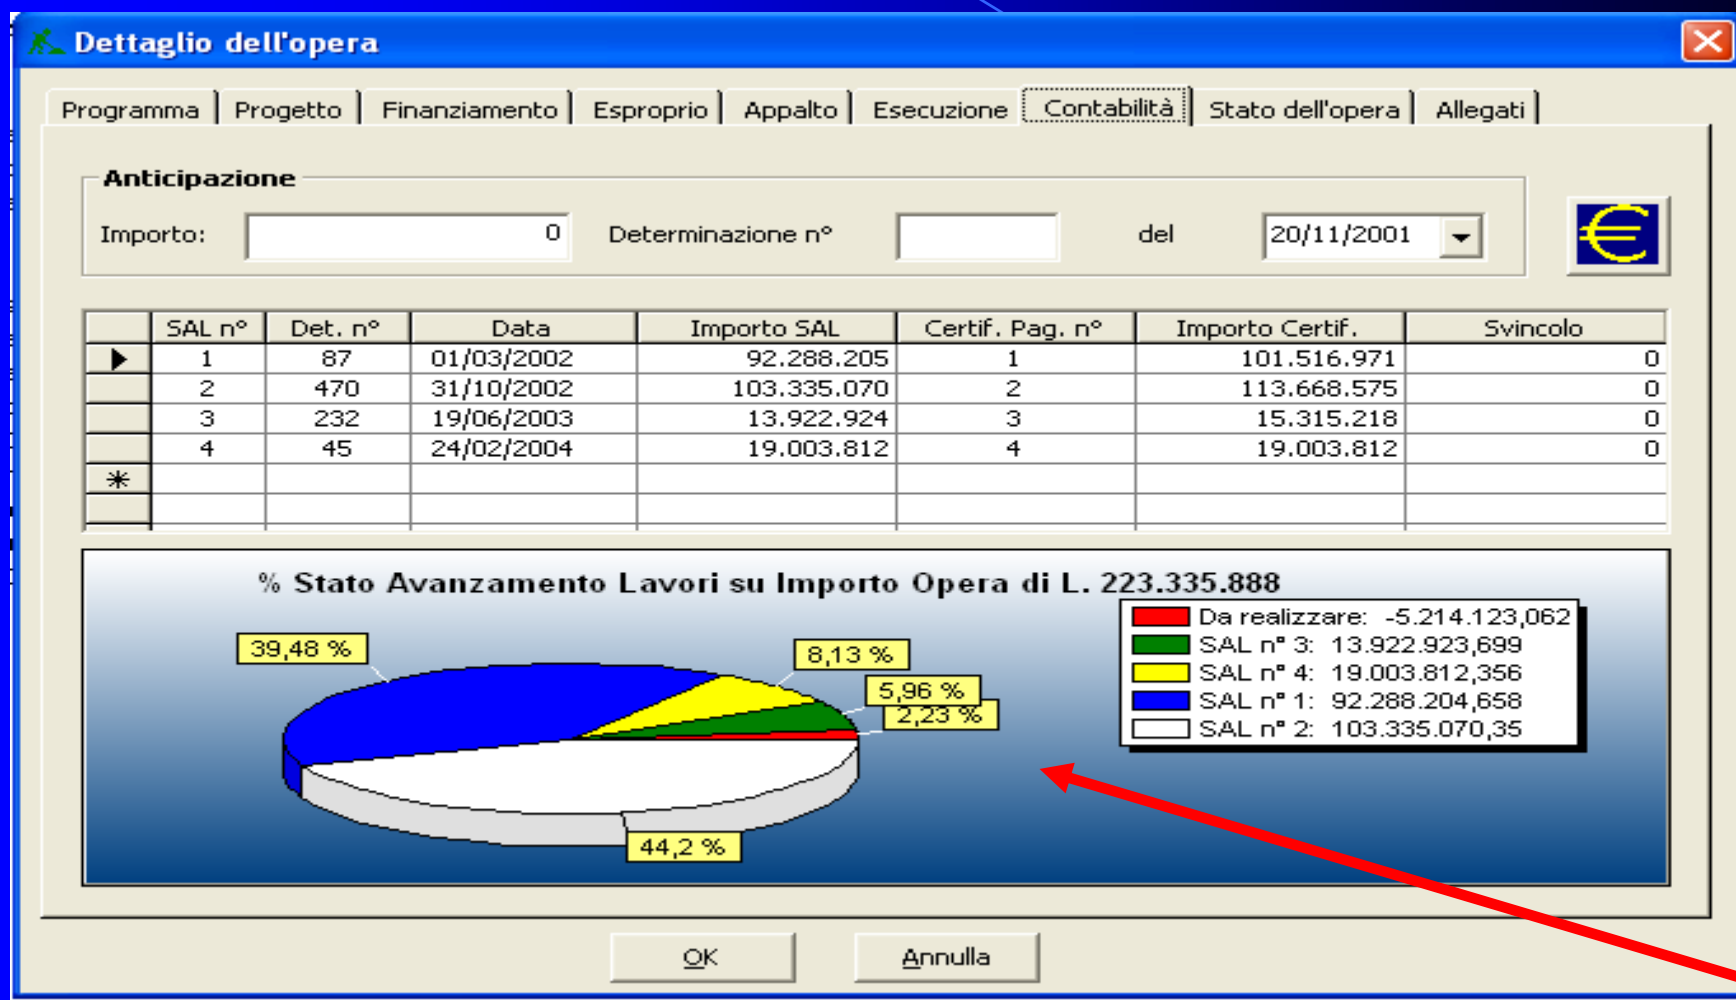 Dettaglio dell'opera
Programma Progetto Finanziamento Esproprio Appalto Esecuzione Contabilità Stato dell'opera Allegati
Anticipazione
Importo: 0 Determinazione n° del 20/11/2001 €
SAL n° Det. n° Data Importo SAL Certif. Pag. n° Importo Certif. Svincolo
1 87 01/03/2002 92.288.205 1 101.516.971 0
2 470 31/10/2002 103.335.070 2 113.668.575 0
3 232 19/06/2003 13.922.924 3 15.315.218 0
4 45 24/02/2004 19.003.812 4 19.003.812 0
% Stato Avanzamento Lavori su Importo Opera di L. 223.335.888
39,48 %
8,13 %
5,96 %
2,23 %
44,2 %
Da realizzare: -5.214.123,062
SAL n° 3: 13.922.923,699
SAL n° 4: 19.003.812,356
SAL n° 1: 92.288.204,658
SAL n° 2: 103.335.070,35
OK Annulla